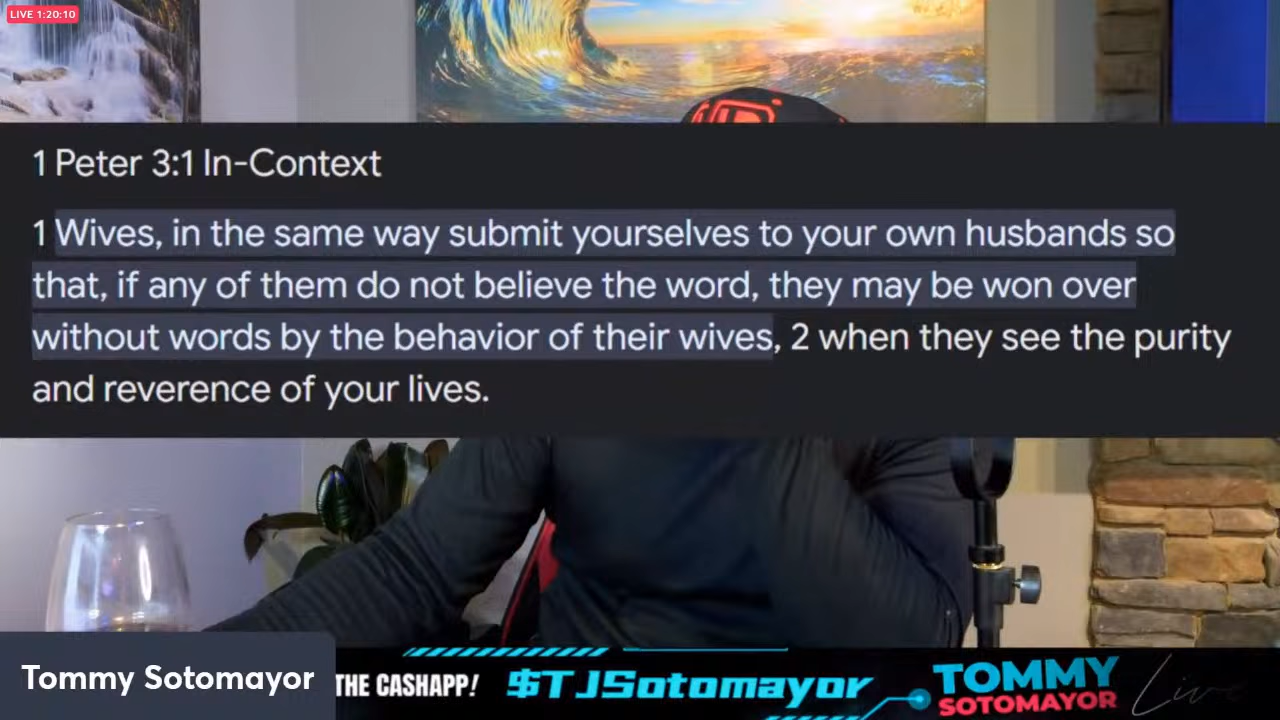 LIVE 1:20:10
1 Peter 3:1 In-Context
1 Wives, in the same way submit yourselves to your own husbands so
that, if any of them do not believe the word, they may be won over
without words by the behavior of their wives, 2 when they see the purity
and reverence of your lives.
Tommy Sotomayor
THE CASHAPP!
$TJSotomayor
TOMMY
SOTOMAYOR
Live